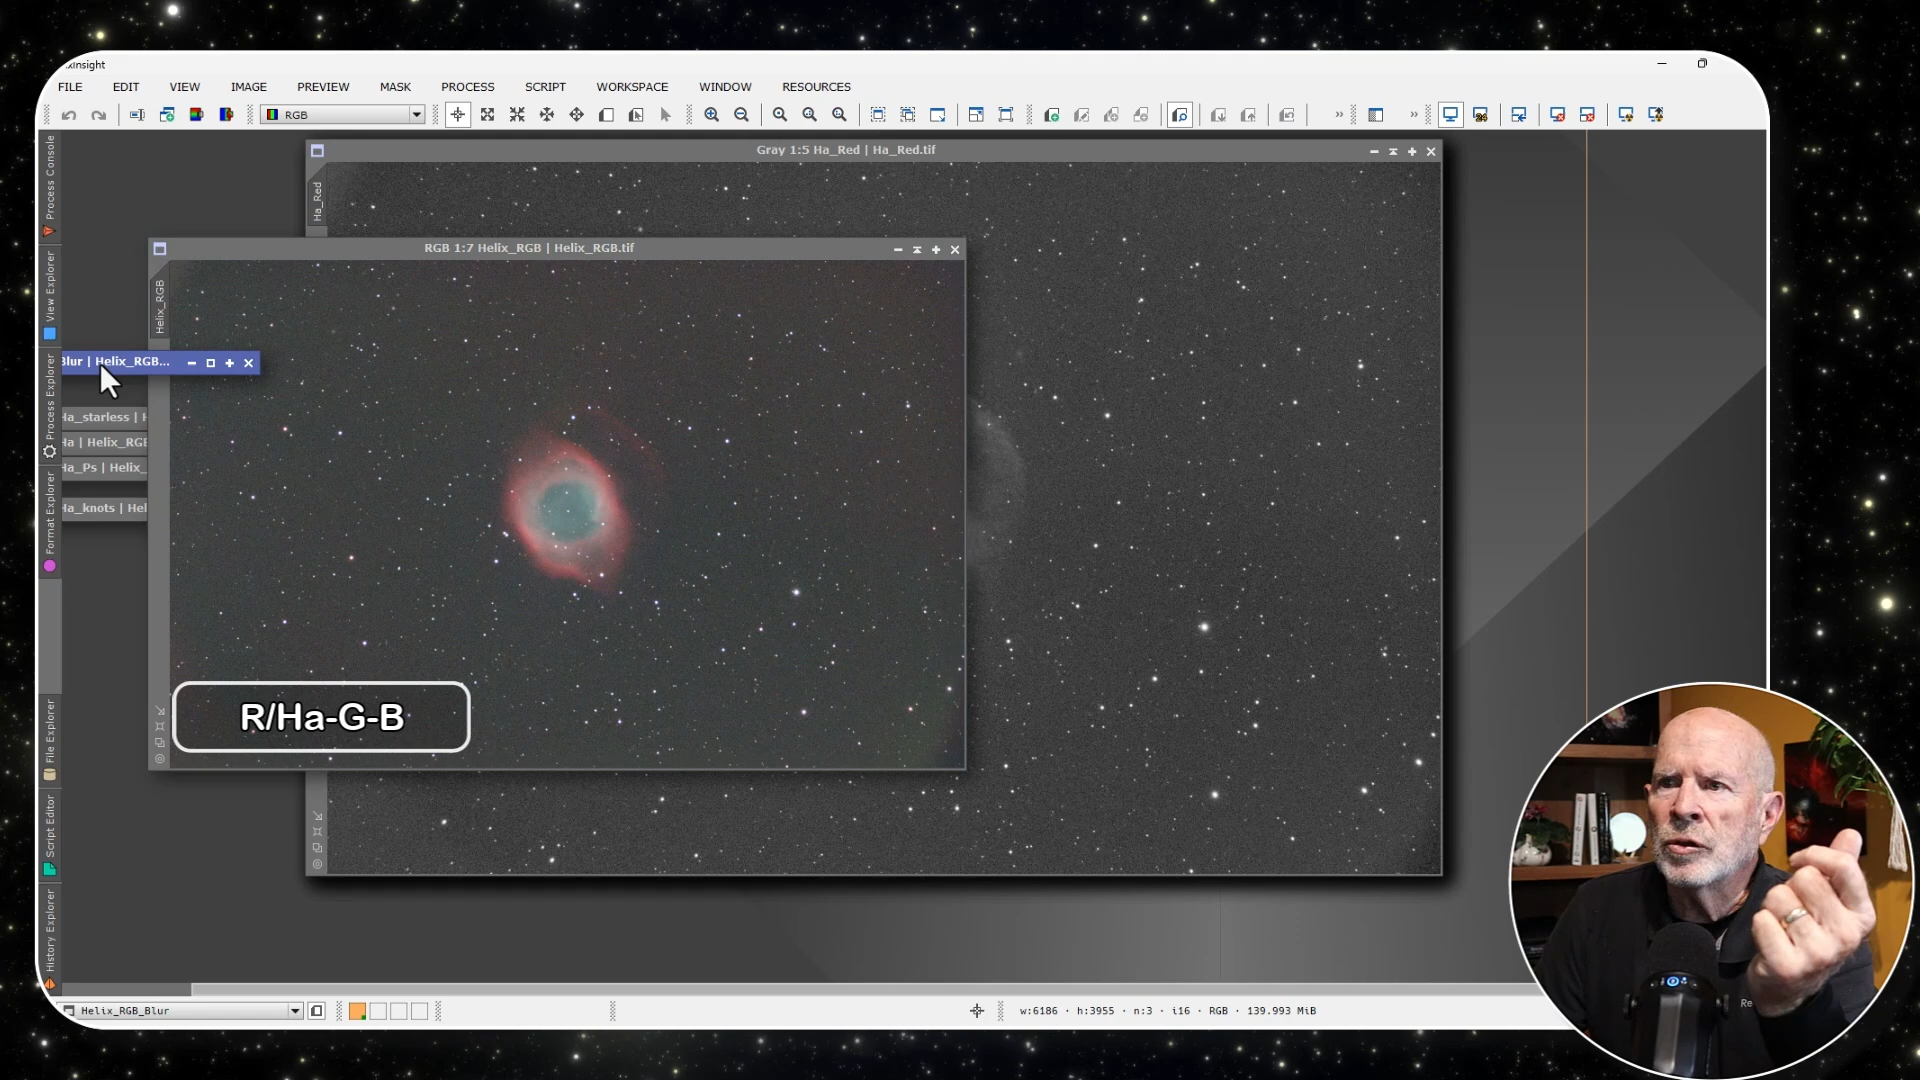 xInsight
FILE EDIT VIEW IMAGE PREVIEW MASK PROCESS SCRIPT WORKSPACE WINDOW RESOURCES
RGB
Process Console
View Explorer
Process Explorer
Format Explorer
File Explorer
Script Editor
History Explorer
Gray 1:5 Ha_Red | Ha_Red.tif
Ha_Red
RGB 1:7 Helix_RGB | Helix_RGB.tif
Helix_RGB
Blur | Helix_RGB...
Ha_starless | H
Ha | Helix_RGB
Ha_Ps | Helix_
Ha_knots | Hel
R/Ha-G-B
Helix_RGB_Blur
w:6186 · h:3955 · n:3 · i16 · RGB · 139.993 MiB
Re